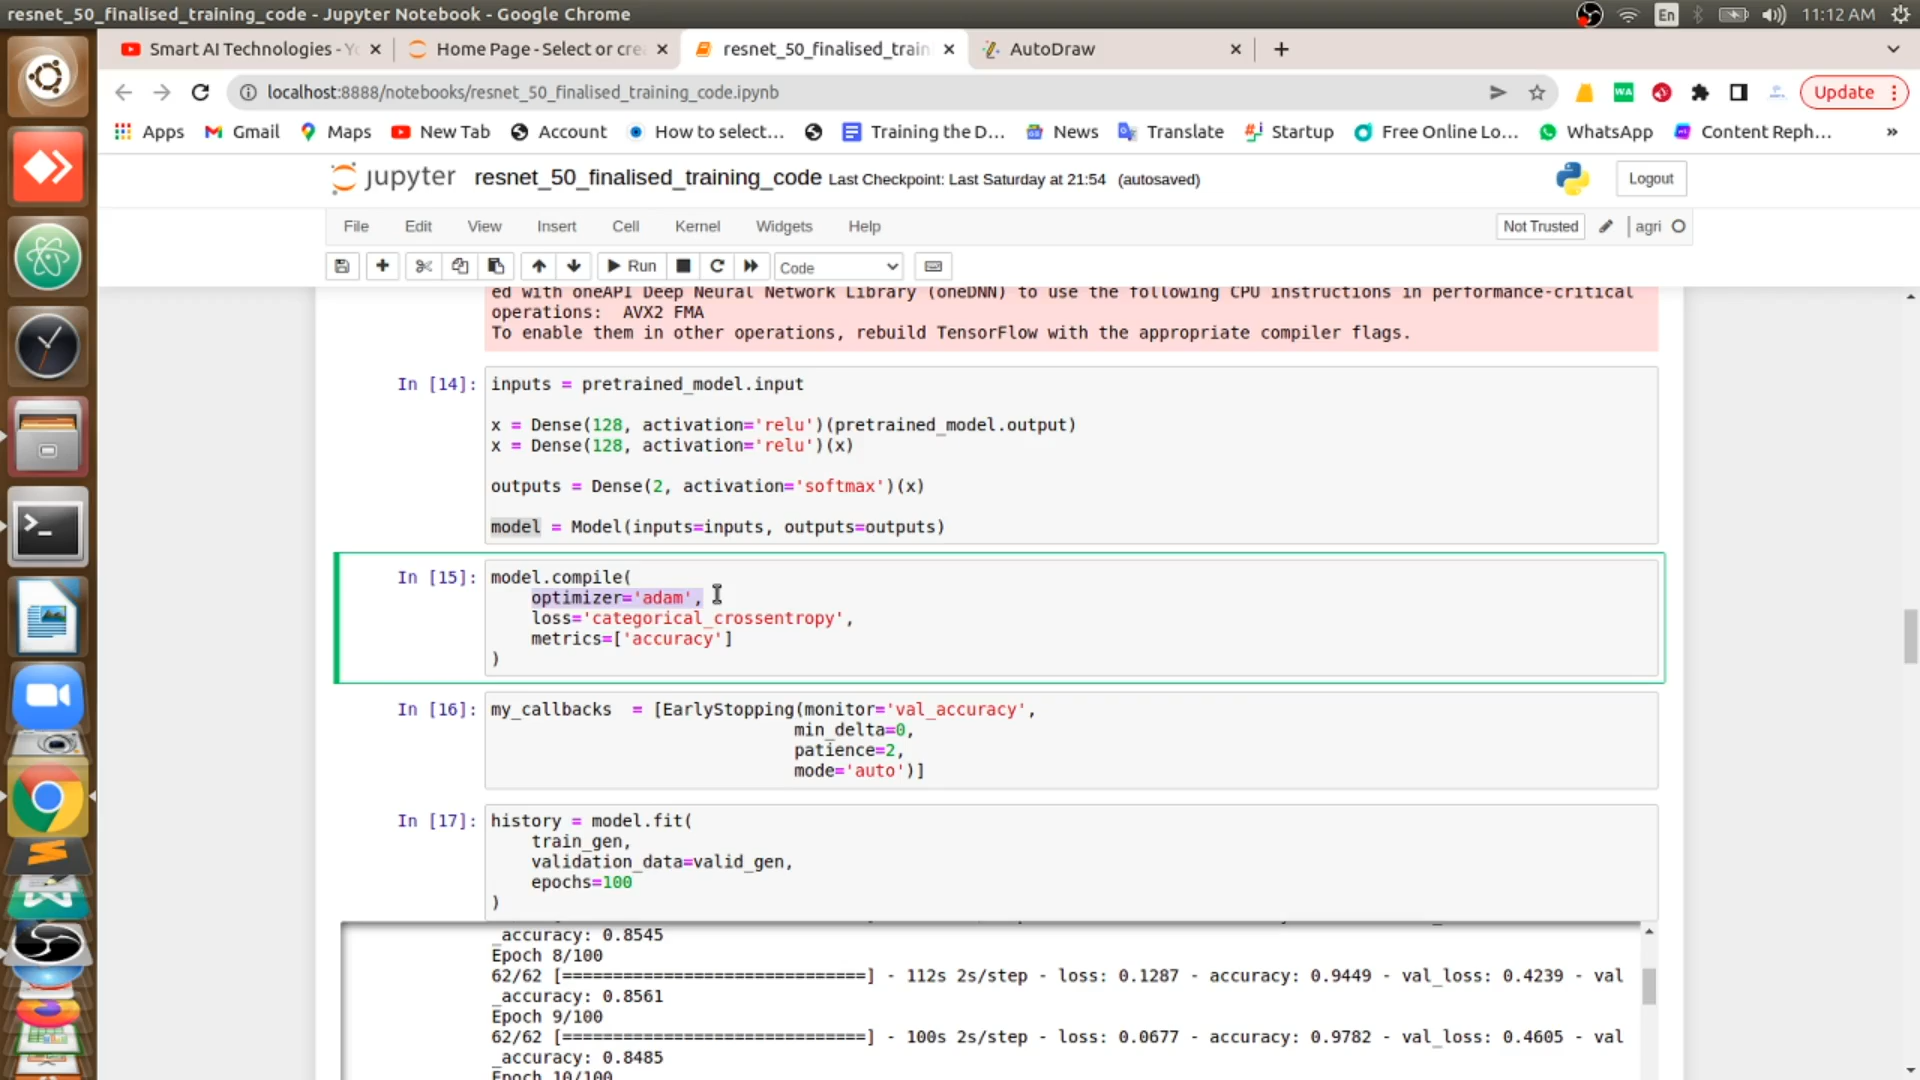 resnet_50_finalised_training_code - Jupyter Notebook - Google Chrome
En
11:12 AM
Smart AI Technologies - Yo
Home Page - Select or crea
resnet_50_finalised_train
AutoDraw
localhost:8888/notebooks/resnet_50_finalised_training_code.ipynb
WA
Update
Apps
Gmail
Maps
New Tab
Account
How to select...
Training the D...
News
Translate
Startup
Free Online Lo...
WhatsApp
Content Reph...
»
jupyter
resnet_50_finalised_training_code Last Checkpoint: Last Saturday at 21:54 (autosaved)
Logout
File
Edit
View
Insert
Cell
Kernel
Widgets
Help
Not Trusted
agri
Run
Code
ed with oneAPI Deep Neural Network Library (oneDNN) to use the following CPU instructions in performance-critical
operations:  AVX2 FMA
To enable them in other operations, rebuild TensorFlow with the appropriate compiler flags.
In [14]:
inputs = pretrained_model.input
x = Dense(128, activation='relu')(pretrained_model.output)
x = Dense(128, activation='relu')(x)
outputs = Dense(2, activation='softmax')(x)
model = Model(inputs=inputs, outputs=outputs)
In [15]:
model.compile(
optimizer='adam',
loss='categorical_crossentropy',
metrics=['accuracy']
)
In [16]:
my_callbacks  = [EarlyStopping(monitor='val_accuracy',
min_delta=0,
patience=2,
mode='auto')]
In [17]:
history = model.fit(
train_gen,
validation_data=valid_gen,
epochs=100
)
_accuracy: 0.8545
Epoch 8/100
62/62 [==============================] - 112s 2s/step - loss: 0.1287 - accuracy: 0.9449 - val_loss: 0.4239 - val
_accuracy: 0.8561
Epoch 9/100
62/62 [==============================] - 100s 2s/step - loss: 0.0677 - accuracy: 0.9782 - val_loss: 0.4605 - val
_accuracy: 0.8485
Epoch 10/100